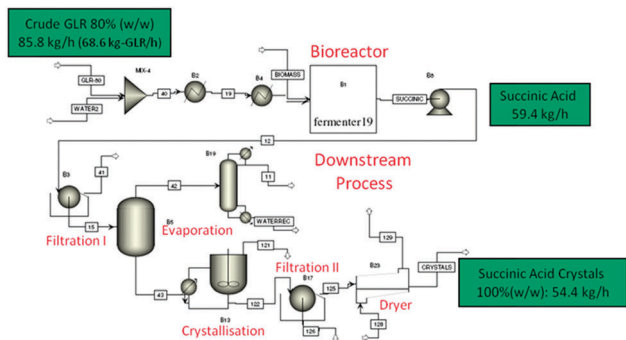 Crude GLR 80% (w/w)
85.8 kg/h (68.6 kg-GLR/h)
Bioreactor
GLR-80
WATER2
MIX-4
40
B2
19
B4
BIOMASS
B1
fermenter19
SUCCINIC
Succinic Acid
59.4 kg/h
12
Downstream
Process
B3
41
15
Filtration I
B5
42
Evaporation
B19
11
WATERREC
43
121
B13
Crystallisation
122
Filtration II
B17
125
126
B23
129
128
Dryer
CRYSTALS
Succinic Acid Crystals
100%(w/w): 54.4 kg/h